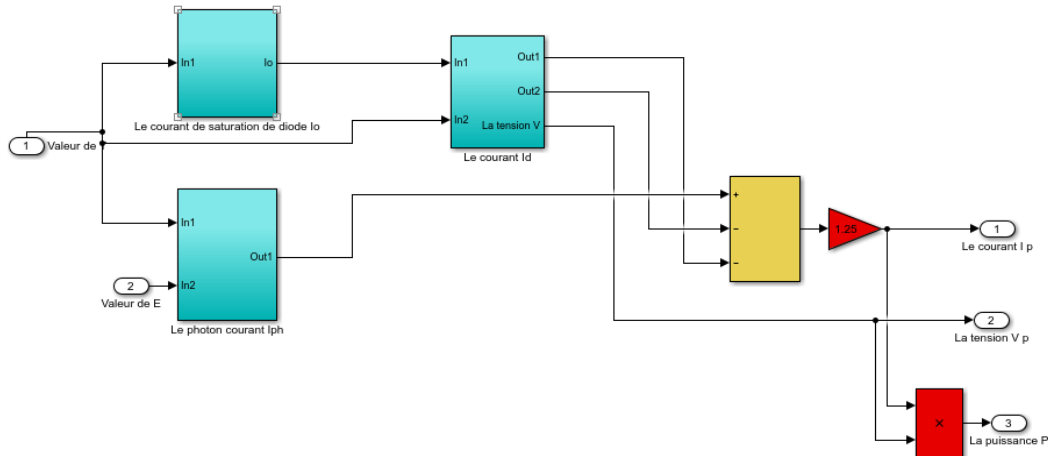 In1
Io
Le courant de saturation de diode Io
In1
In2
Out1
Out2
La tension V
Le courant Id
1
Valeur de
In1
In2
Out1
Le photon courant Iph
2
Valeur de E
+
−
−
1.25
1
Le courant I p
2
La tension V p
×
3
La puissance P